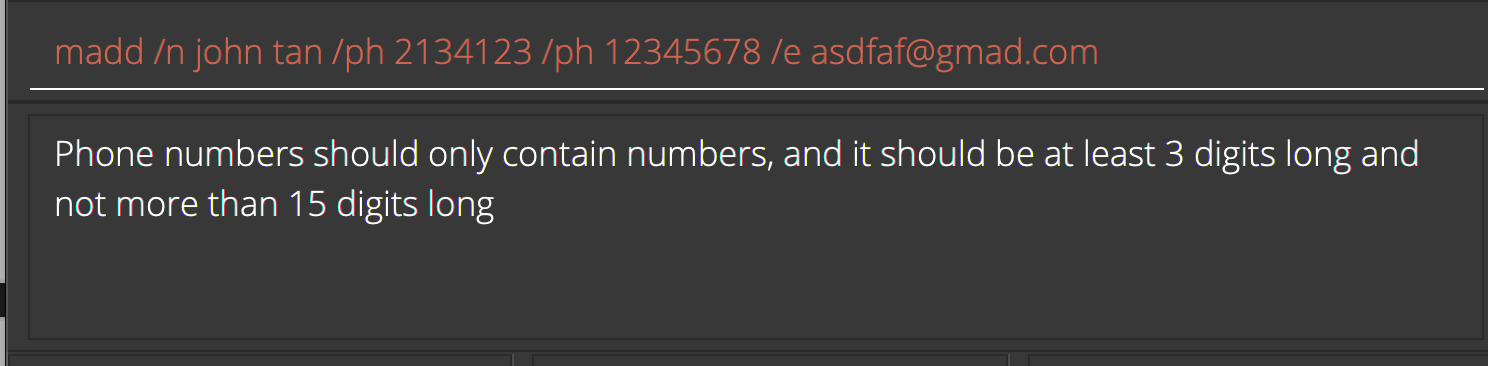 madd /n john tan /ph 2134123 /ph 12345678 /e asdfaf@gmad.com
Phone numbers should only contain numbers, and it should be at least 3 digits long and
not more than 15 digits long